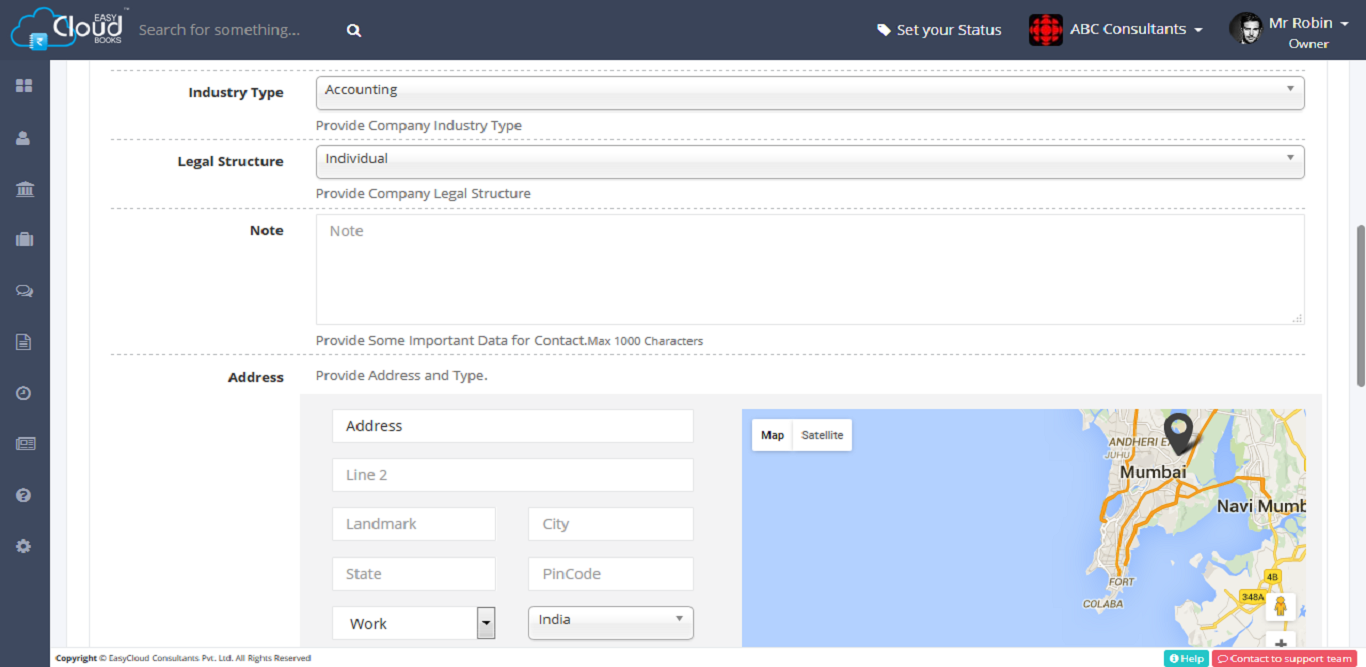 EASY
Cloud
BOOKS
Search for something...
Set your Status
ABC Consultants
Mr Robin
Owner
Industry Type
Accounting
Provide Company Industry Type
Legal Structure
Individual
Provide Company Legal Structure
Note
Note
Provide Some Important Data for Contact.Max 1000 Characters
Address
Provide Address and Type.
Address
Line 2
Landmark
City
State
PinCode
Work
India
Map
Satellite
ANDHERI E
JUHU
Mumbai
Navi Mumb
FORT
COLABA
4B
348A
Copyright © EasyCloud Consultants Pvt. Ltd. All Rights Reserved
Help
Contact to support team